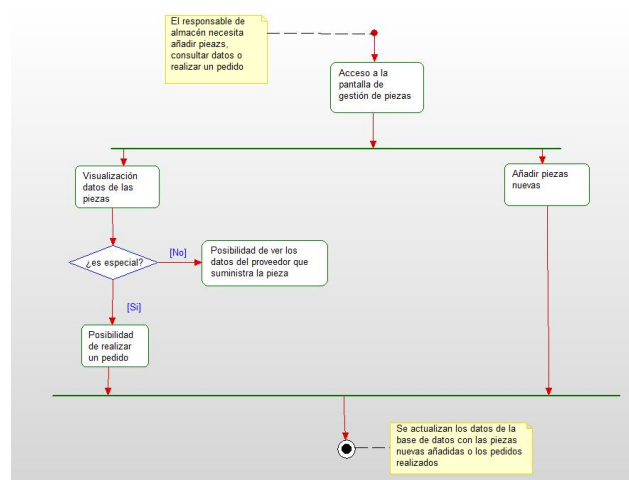 El responsable de
almacén necesita
añadir pieazs,
consultar datos o
realizar un pedido
Acceso a la
pantalla de
gestión de piezas
Visualización
datos de las
piezas
Añadir piezas
nuevas
¿es especial?
[No]
Posibilidad de ver los
datos del proveedor que
suministra la pieza
[Si]
Posibilidad
de realizar
un pedido
Se actualizan los datos de la
base de datos con las piezas
nuevas añadidas o los pedidos
realizados